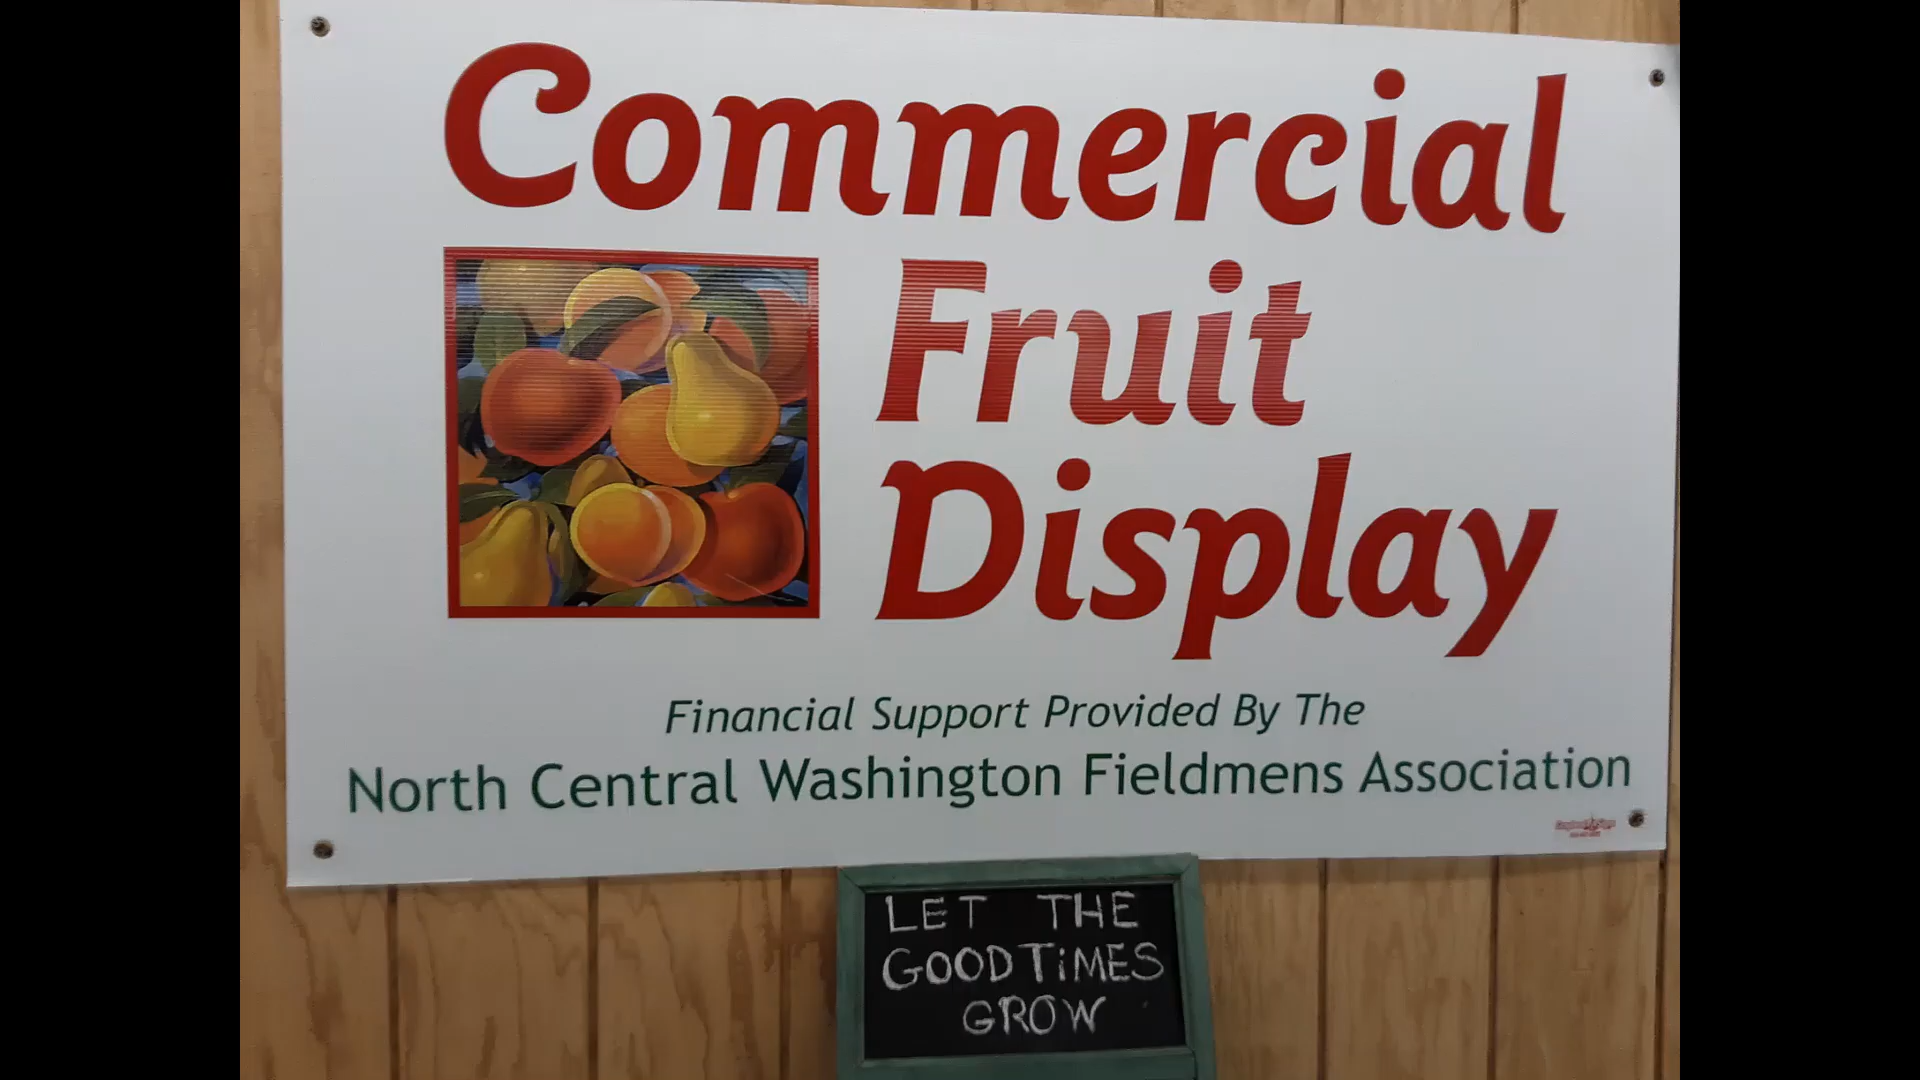 Commercial
Fruit
Display
Financial Support Provided By The
North Central Washington Fieldmens Association
LET THE
GOOD TiMES
GROW